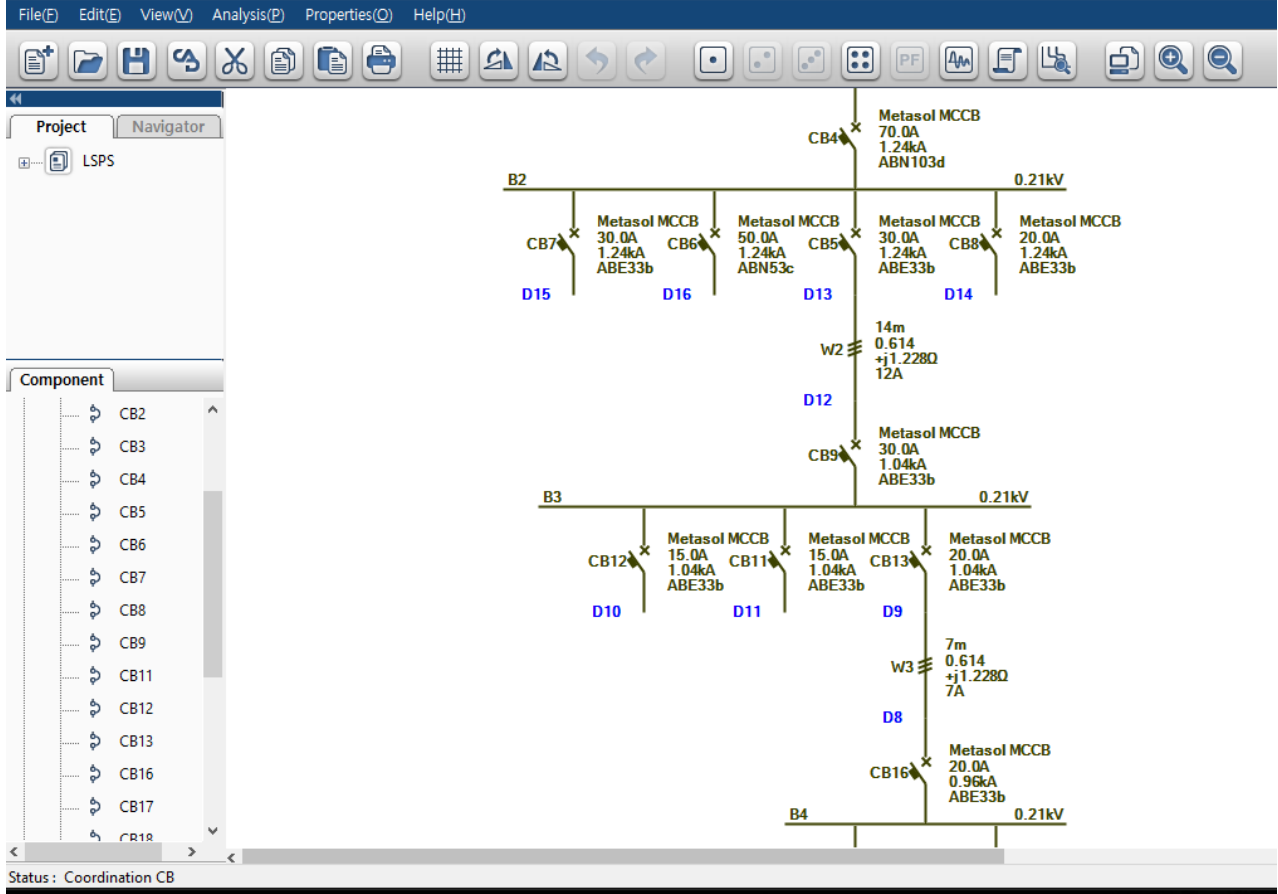 File(F) Edit(E) View(V) Analysis(P) Properties(O) Help(H)
PF
Project Navigator
LSPS
Component
CB2
CB3
CB4
CB5
CB6
CB7
CB8
CB9
CB11
CB12
CB13
CB16
CB17
CB18
CB4
Metasol MCCB
70.0A
1.24kA
ABN103d
B2 0.21kV
CB7
Metasol MCCB
30.0A
1.24kA
ABE33b
D15
CB6
Metasol MCCB
50.0A
1.24kA
ABN53c
D16
CB5
Metasol MCCB
30.0A
1.24kA
ABE33b
D13
CB8
Metasol MCCB
20.0A
1.24kA
ABE33b
D14
W2
14m
0.614
+j1.228Ω
12A
D12
CB9
Metasol MCCB
30.0A
1.04kA
ABE33b
B3 0.21kV
CB12
Metasol MCCB
15.0A
1.04kA
ABE33b
D10
CB11
Metasol MCCB
15.0A
1.04kA
ABE33b
D11
CB13
Metasol MCCB
20.0A
1.04kA
ABE33b
D9
W3
7m
0.614
+j1.228Ω
7A
D8
CB16
Metasol MCCB
20.0A
0.96kA
ABE33b
B4 0.21kV
Status : Coordination CB